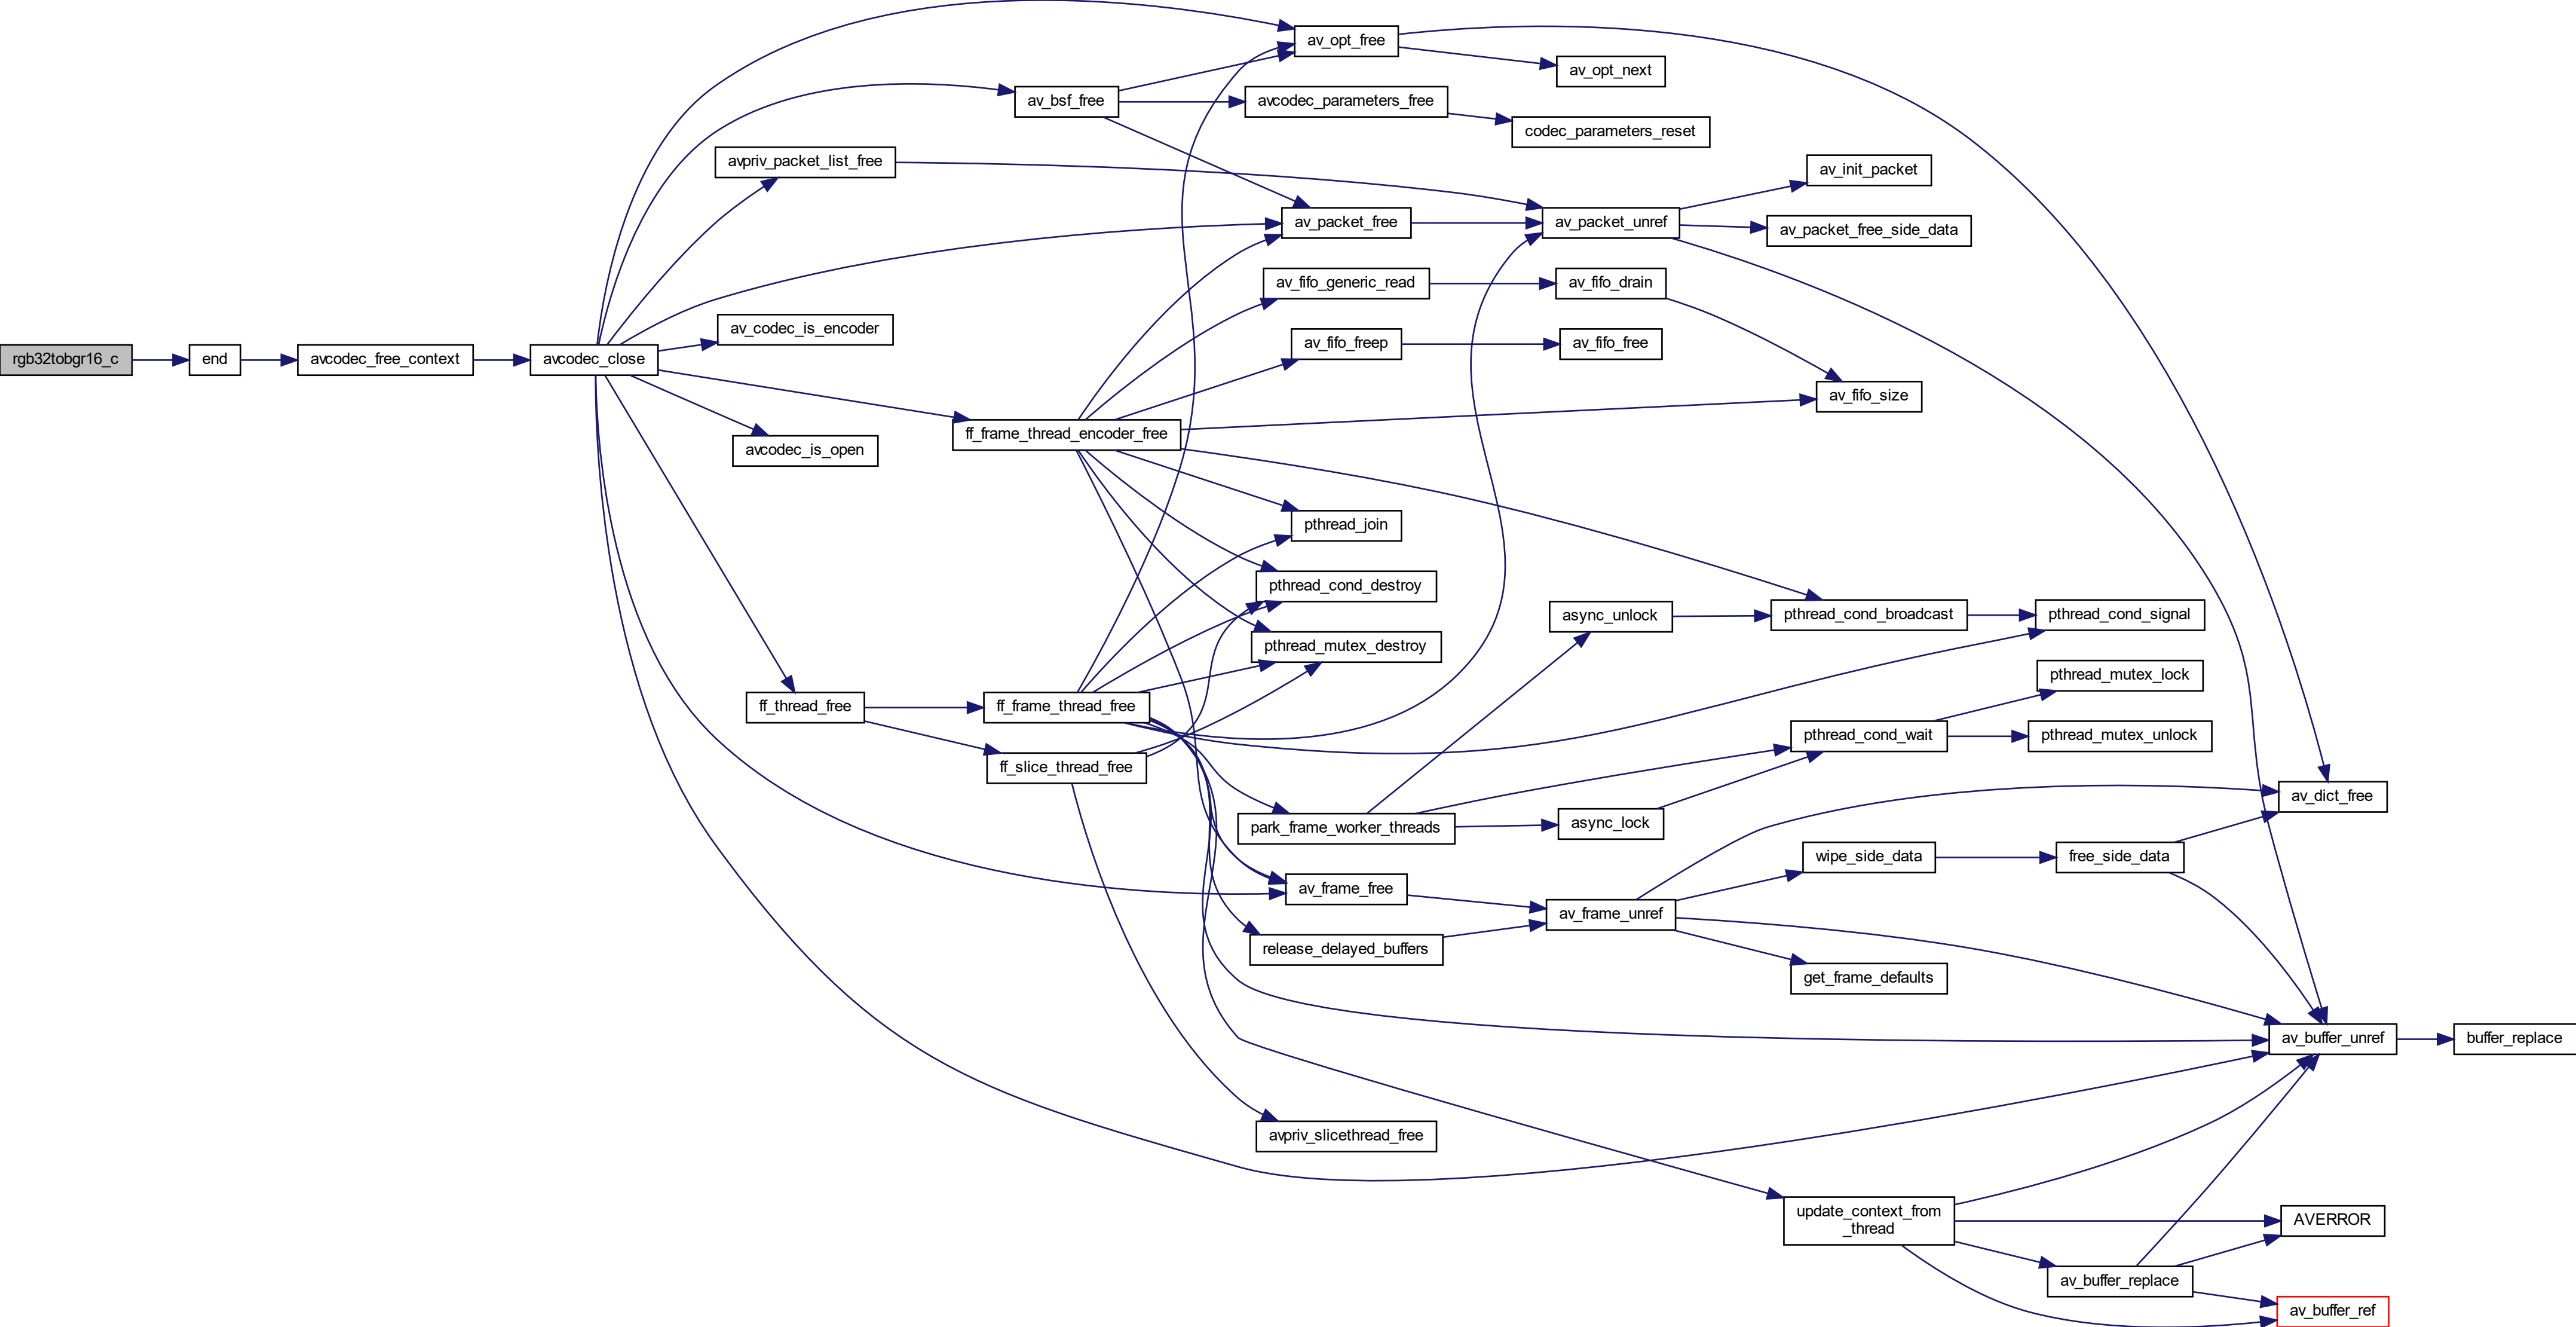 av_opt_free
av_opt_next
av_bsf_free
avcodec_parameters_free
codec_parameters_reset
avpriv_packet_list_free
av_init_packet
av_packet_free
av_packet_unref
av_packet_free_side_data
av_fifo_generic_read
av_fifo_drain
av_codec_is_encoder
rgb32tobgr16_c
end
avcodec_free_context
avcodec_close
av_fifo_freep
av_fifo_free
av_fifo_size
ff_frame_thread_encoder_free
avcodec_is_open
pthread_join
pthread_cond_destroy
async_unlock
pthread_cond_broadcast
pthread_cond_signal
pthread_mutex_destroy
pthread_mutex_lock
ff_thread_free
ff_frame_thread_free
pthread_cond_wait
pthread_mutex_unlock
ff_slice_thread_free
av_dict_free
park_frame_worker_threads
async_lock
wipe_side_data
free_side_data
av_frame_free
av_frame_unref
release_delayed_buffers
get_frame_defaults
av_buffer_unref
buffer_replace
avpriv_slicethread_free
update_context_from
_thread
AVERROR
av_buffer_replace
av_buffer_ref